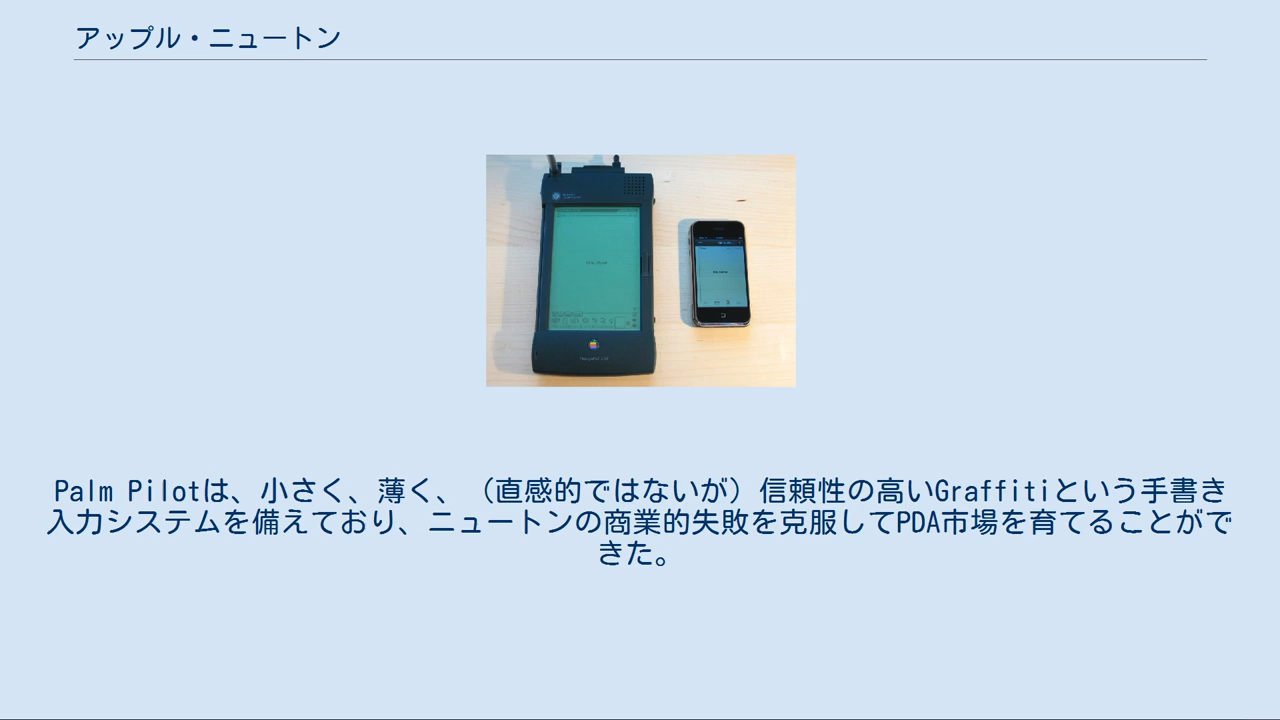 アップル・ニュートン
Palm Pilotは、小さく、薄く、（直感的ではないが）信頼性の高いGraffitiという手書き
入力システムを備えており、ニュートンの商業的失敗を克服してPDA市場を育てることがで
きた。